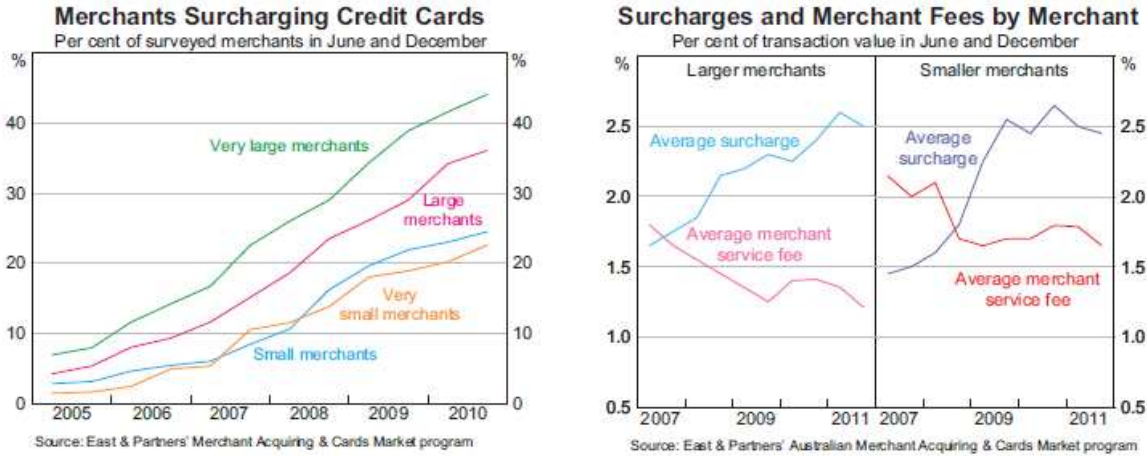 Merchants Surcharging Credit Cards
Per cent of surveyed merchants in June and December
% %
Very large merchants
Large
merchants
Very
small merchants
Small merchants
40 40
30 30
20 20
10 10
0 0
2005 2006 2007 2008 2009 2010
Source: East & Partners' Merchant Acquiring & Cards Market program
Surcharges and Merchant Fees by Merchant
Per cent of transaction value in June and December
% %
Larger merchants
Smaller merchants
Average surcharge
Average merchant
service fee
Average
surcharge
Average merchant
service fee
2.5 2.5
2.0 2.0
1.5 1.5
1.0 1.0
0.5 0.5
2007 2009 2011 2007 2009 2011
Source: East & Partners' Australian Merchant Acquiring & Cards Market program